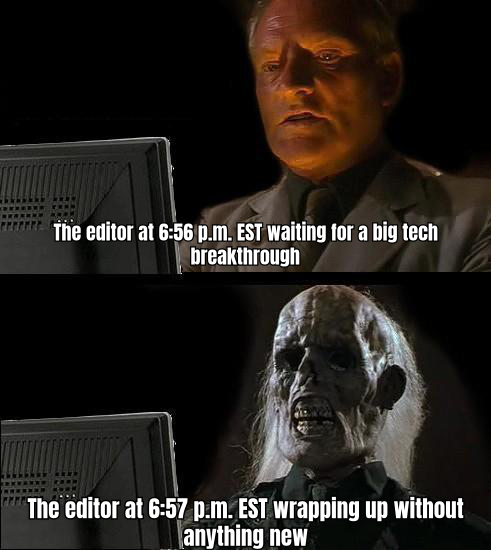 The editor at 6:56 p.m. EST waiting for a big tech
breakthrough
The editor at 6:57 p.m. EST wrapping up without
anything new